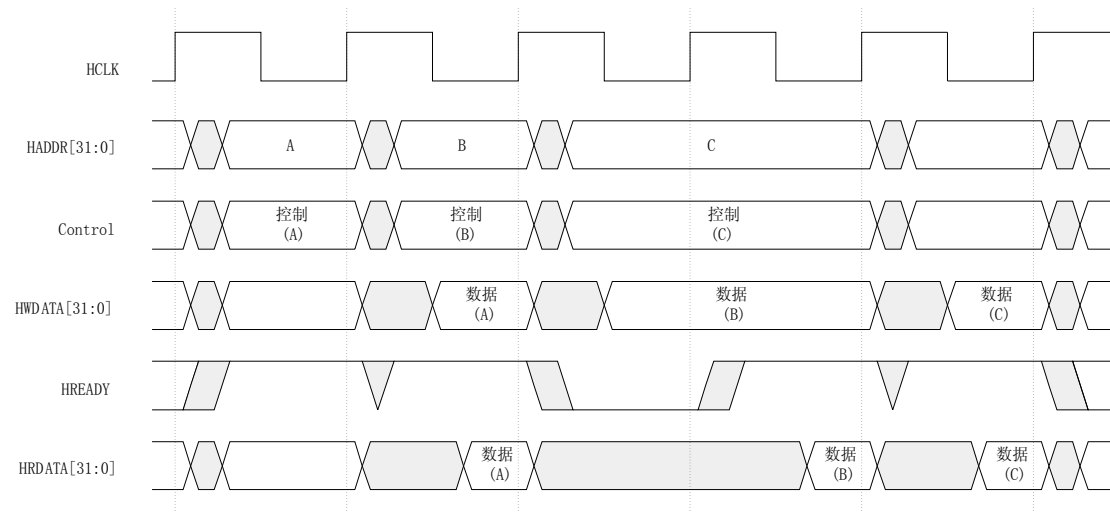 HCLK
HADDR[31:0]
A
B
C
Control
控制
(A)
控制
(B)
控制
(C)
HWDATA[31:0]
数据
(A)
数据
(B)
数据
(C)
HREADY
HRDATA[31:0]
数据
(A)
数据
(B)
数据
(C)